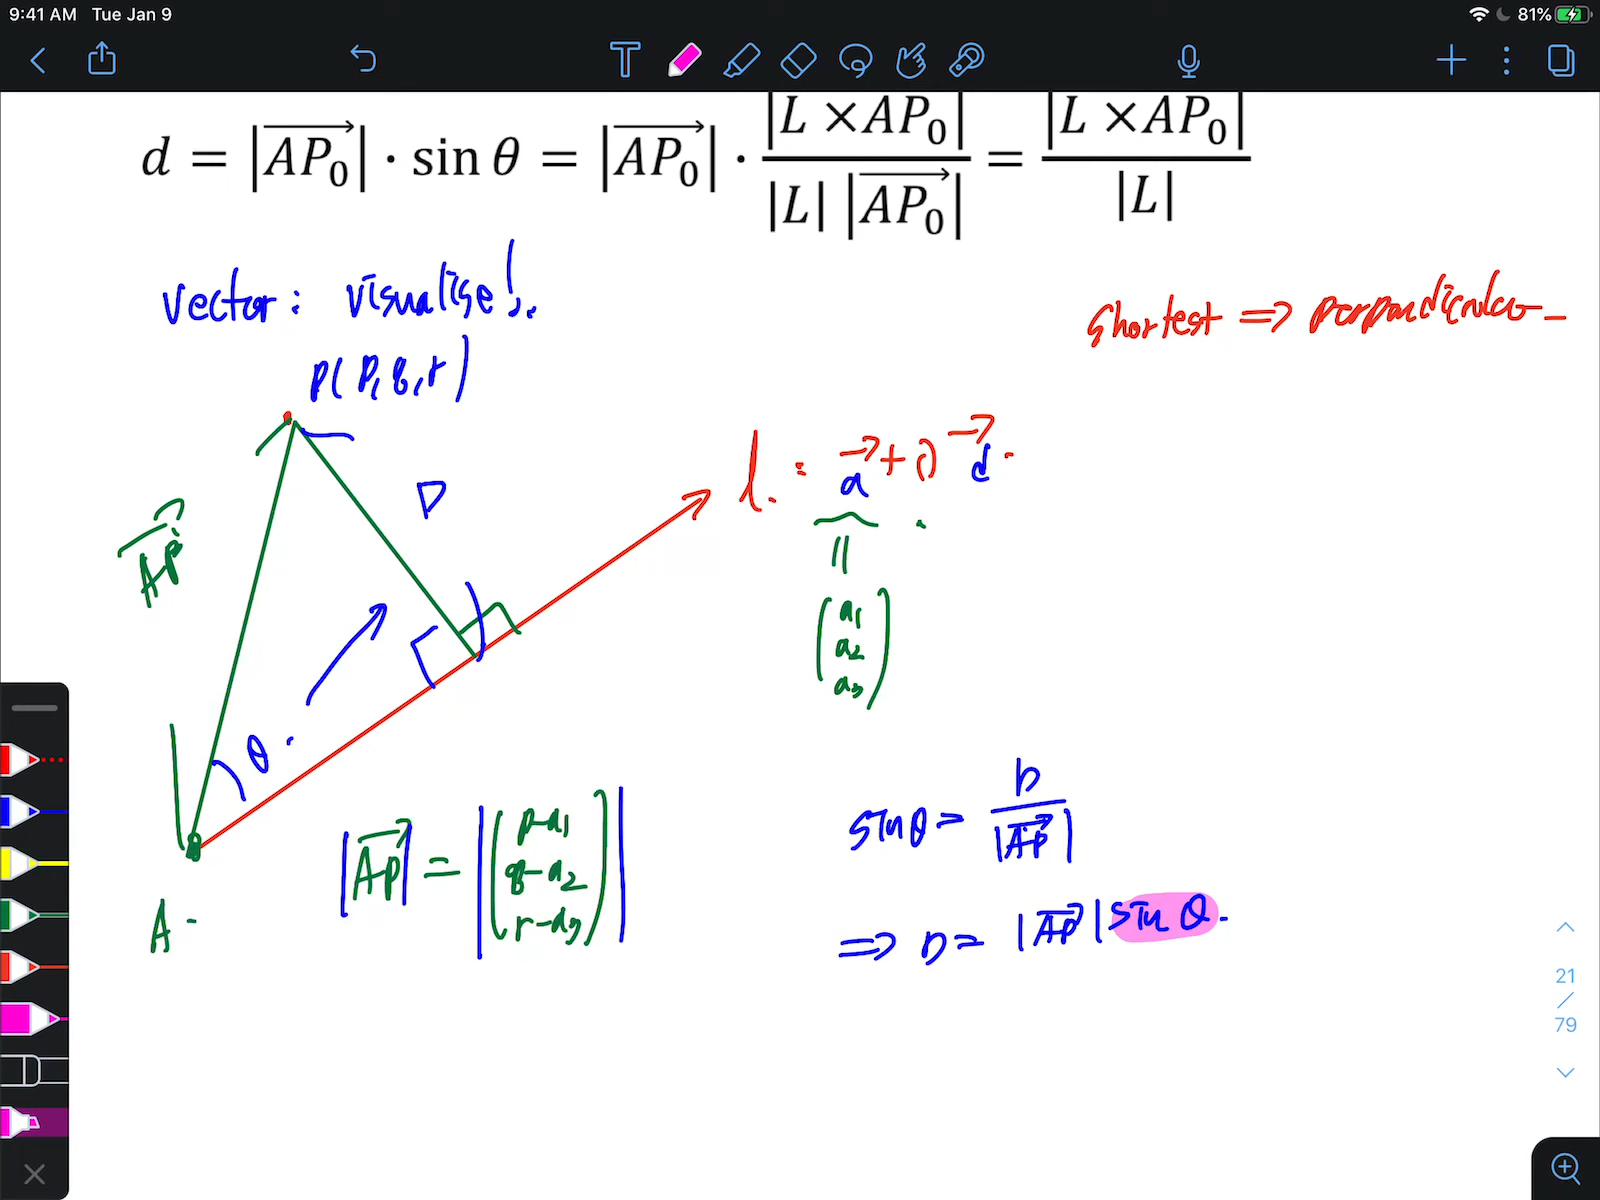 9:41 AM Tue Jan 9 81%
d = |AP₀| · sin θ = |AP₀| · |L ×AP₀| / |L| |AP₀| = |L ×AP₀| / |L|
vector: visualise!
shortest ⇒ perpendicular
P(P,q,r)
l: a + λ d
D
AP
||
(a1
a2
a3)
θ
A
|AP| = |(p-a1
q-a2
r-a3)|
sinθ = D / |AP|
⇒ D = |AP| sin θ.
21
/
79